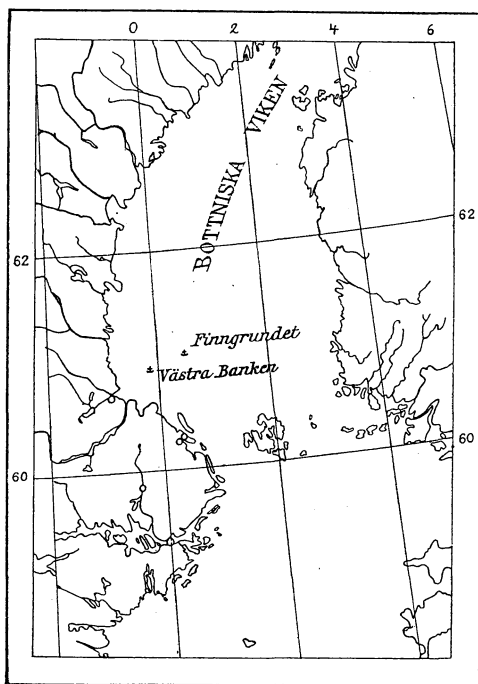 0 2 4 6
BOTTNISKA VIKEN
62
62
Finngrundet
Västra Banken
60
60